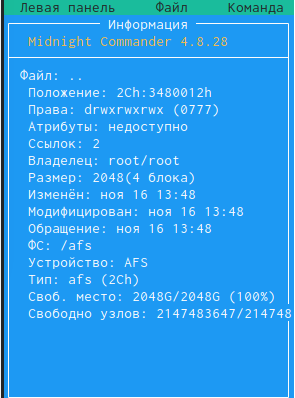 Левая панель Файл Команда
Информация
Midnight Commander 4.8.28
Файл: ..
Положение: 2Ch:3480012h
Права: drwxrwxrwx (0777)
Атрибуты: недоступно
Ссылок: 2
Владелец: root/root
Размер: 2048(4 блока)
Изменён: ноя 16 13:48
Модифицирован: ноя 16 13:48
Обращение: ноя 16 13:48
ФС: /afs
Устройство: AFS
Тип: afs (2Ch)
Своб. место: 2048G/2048G (100%)
Свободно узлов: 2147483647/214748